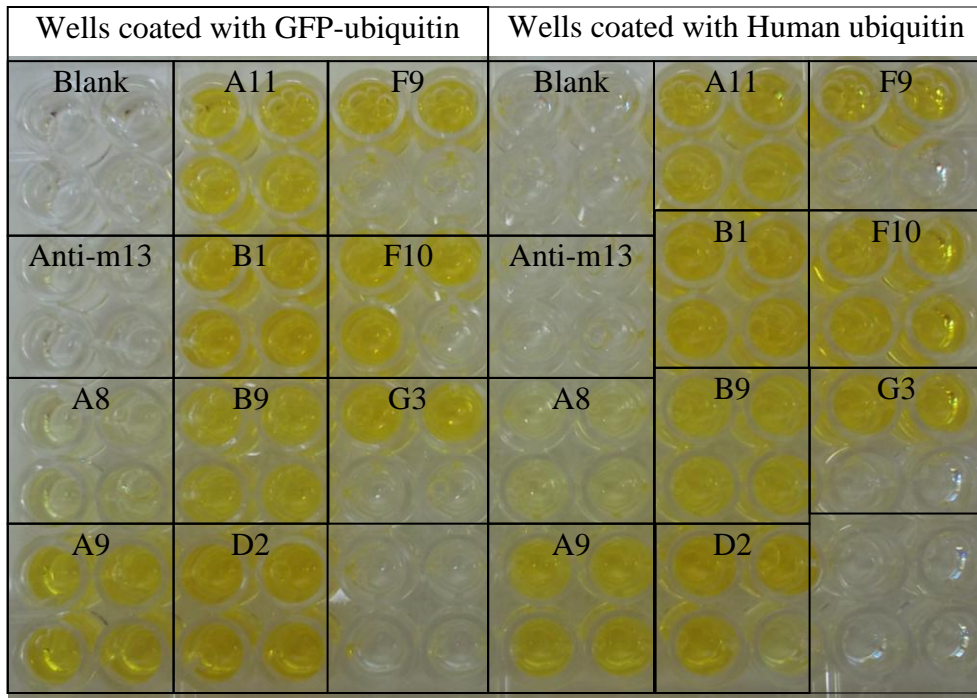 Wells coated with GFP-ubiquitin
Wells coated with Human ubiquitin
Blank
A11
F9
Blank
A11
F9
Anti-m13
B1
F10
Anti-m13
B1
F10
A8
B9
G3
A8
B9
G3
A9
D2
A9
D2